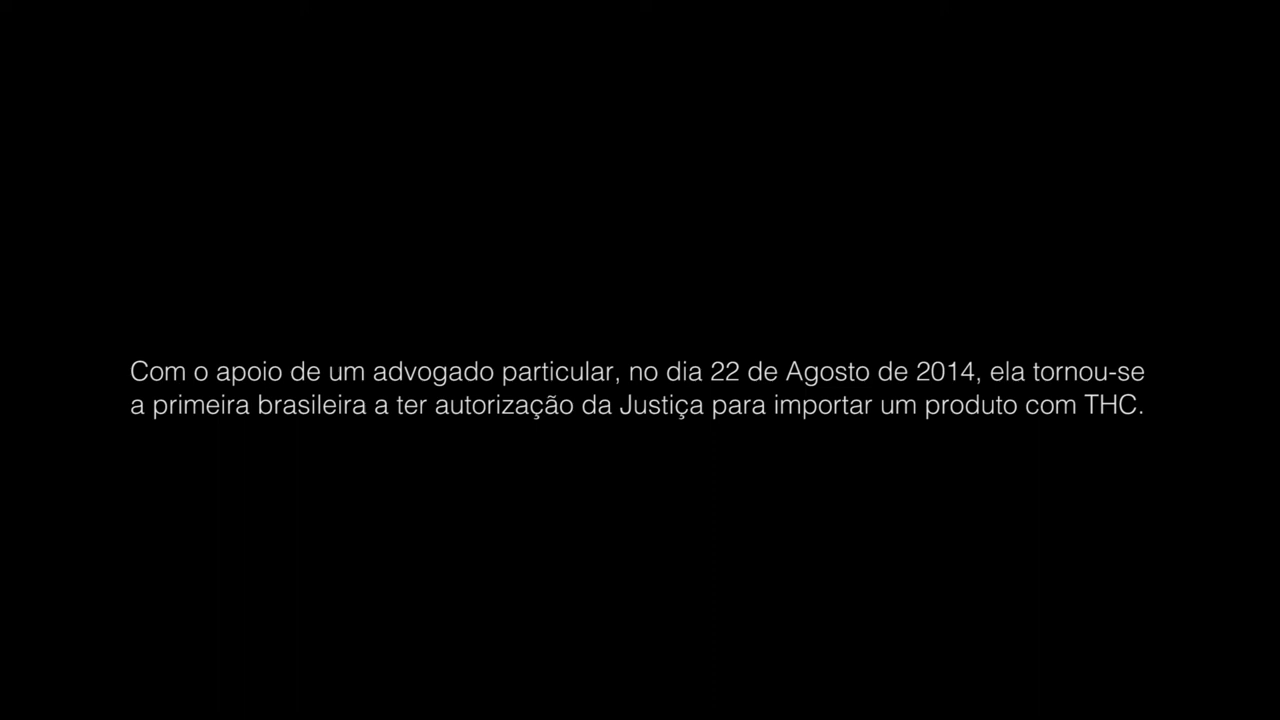 Com o apoio de um advogado particular, no dia 22 de Agosto de 2014, ela tornou-se
a primeira brasileira a ter autorização da Justiça para importar um produto com THC.